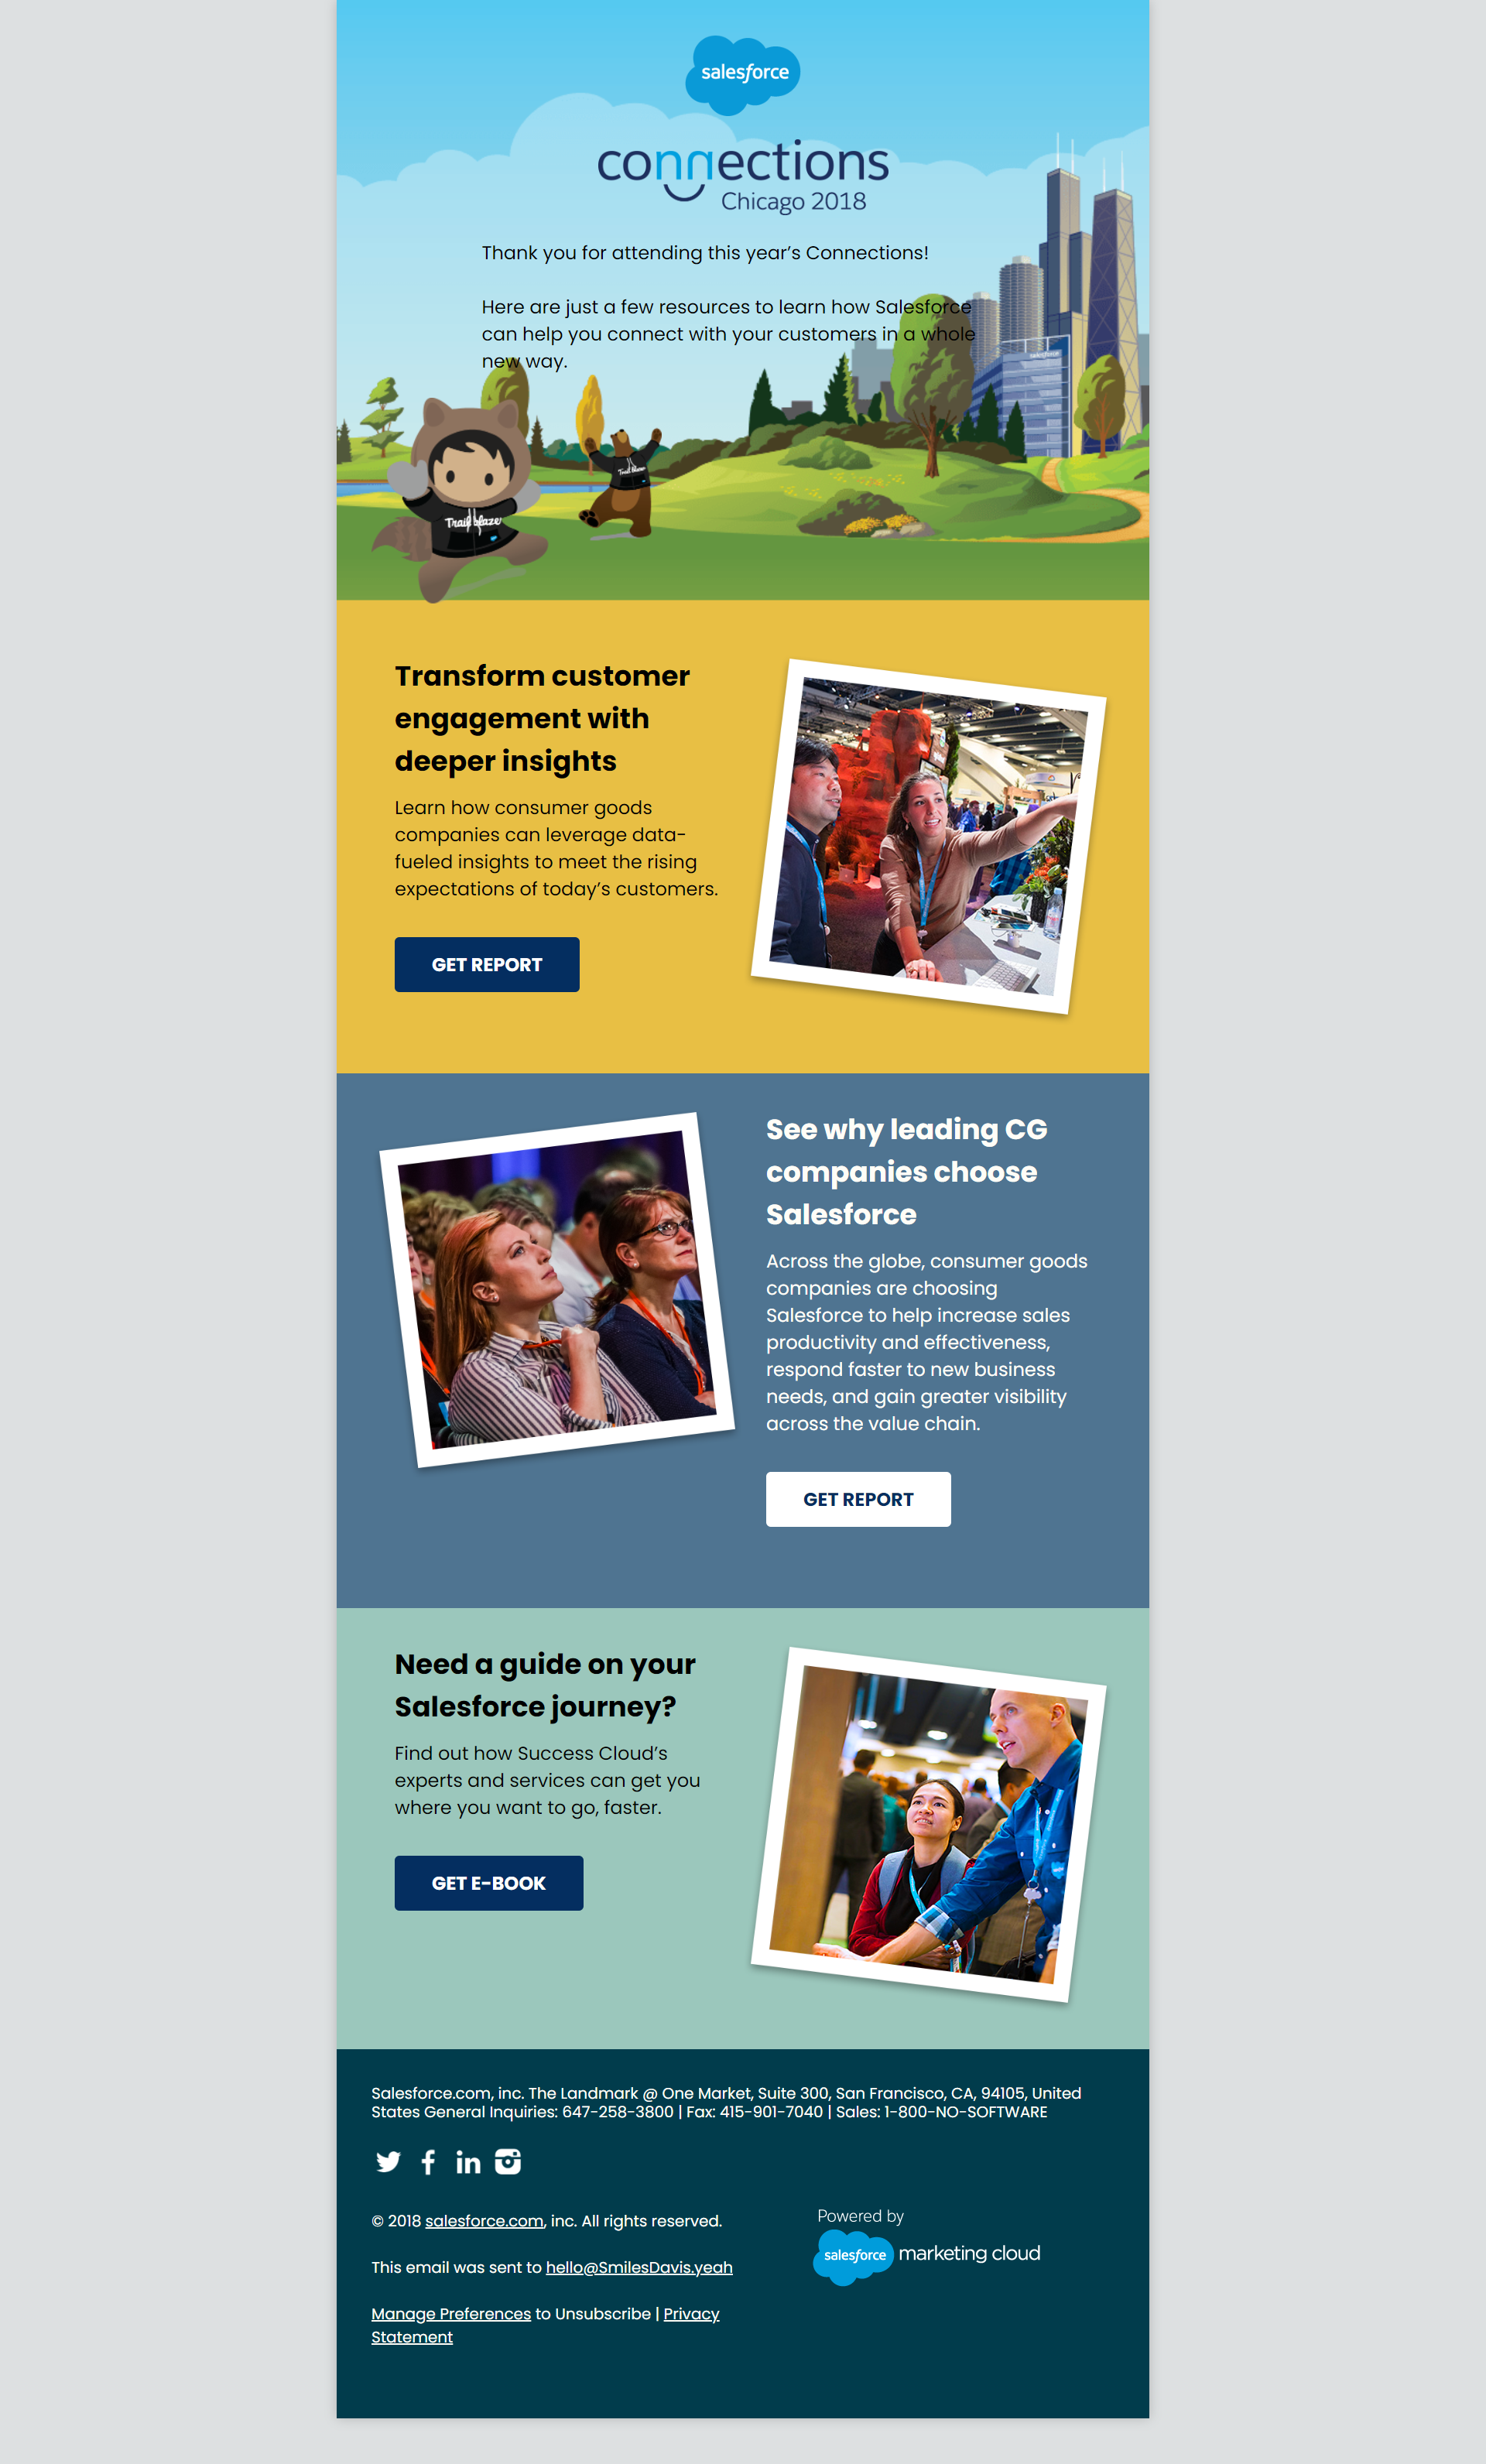 salesforce
connections
Chicago 2018
Thank you for attending this year’s Connections!
Here are just a few resources to learn how Salesforce
can help you connect with your customers in a whole
new way.
salesforce
Trailblaze
Transform customer
engagement with
deeper insights
Learn how consumer goods
companies can leverage data-
fueled insights to meet the rising
expectations of today’s customers.
GET REPORT
See why leading CG
companies choose
Salesforce
Across the globe, consumer goods
companies are choosing
Salesforce to help increase sales
productivity and effectiveness,
respond faster to new business
needs, and gain greater visibility
across the value chain.
GET REPORT
Need a guide on your
Salesforce journey?
Find out how Success Cloud’s
experts and services can get you
where you want to go, faster.
GET E-BOOK
Salesforce.com, inc. The Landmark @ One Market, Suite 300, San Francisco, CA, 94105, United
States General Inquiries: 647-258-3800 | Fax: 415-901-7040 | Sales: 1-800-NO-SOFTWARE
© 2018 salesforce.com, inc. All rights reserved.
This email was sent to hello@SmilesDavis.yeah
Manage Preferences to Unsubscribe | Privacy
Statement
Powered by
salesforce marketing cloud